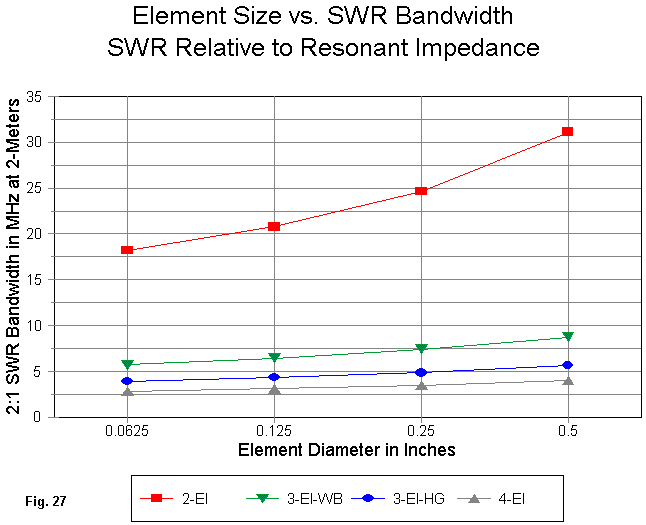 Element Size vs. SWR Bandwidth
SWR Relative to Resonant Impedance
2:1 SWR Bandwidth in MHz at 2-Meters
35
30
25
20
15
10
5
0
0.0625 0.125 0.25 0.5
Element Diameter in Inches
Fig. 27
2-El 3-El-WB 3-El-HG 4-El